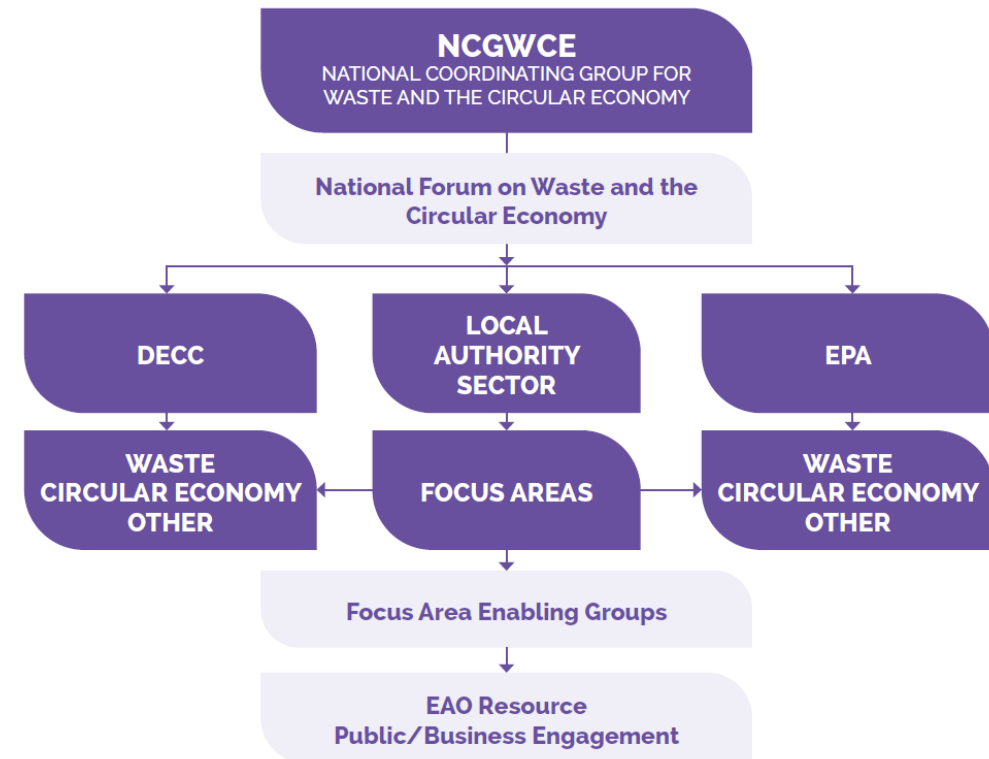 NCGWCE
NATIONAL COORDINATING GROUP FOR
WASTE AND THE CIRCULAR ECONOMY
National Forum on Waste and the
Circular Economy
DECC
LOCAL
AUTHORITY
SECTOR
EPA
WASTE
CIRCULAR ECONOMY
OTHER
FOCUS AREAS
WASTE
CIRCULAR ECONOMY
OTHER
Focus Area Enabling Groups
EAO Resource
Public/Business Engagement